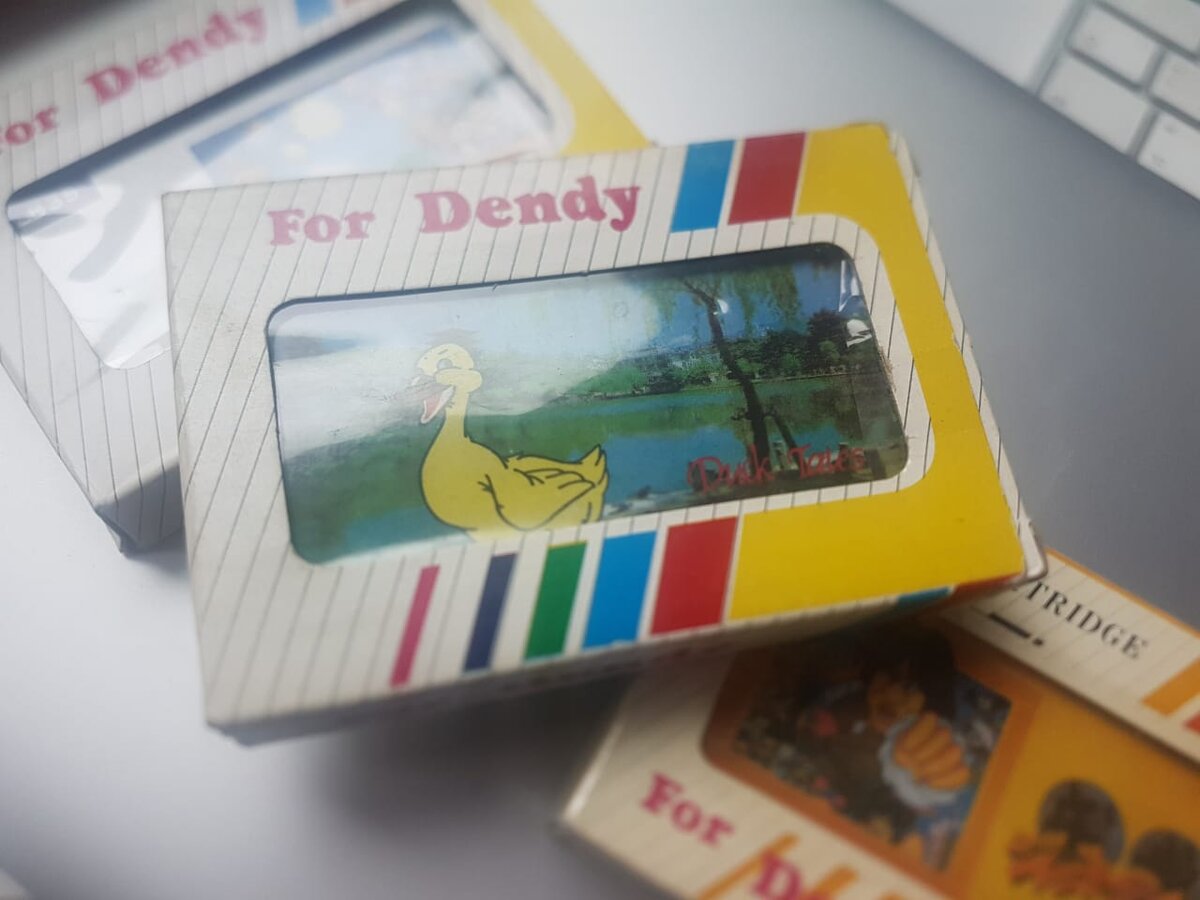 For Dendy
For Dendy
Duck Tales
TRIDGE
For